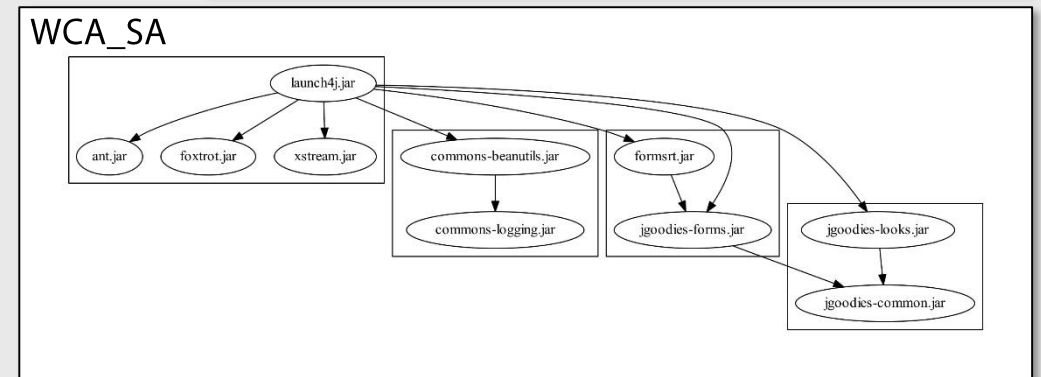 WCA_SA
launch4j.jar
ant.jar
foxtrot.jar
xstream.jar
commons-beanutils.jar
formsrt.jar
commons-logging.jar
jgoodies-forms.jar
jgoodies-looks.jar
jgoodies-common.jar